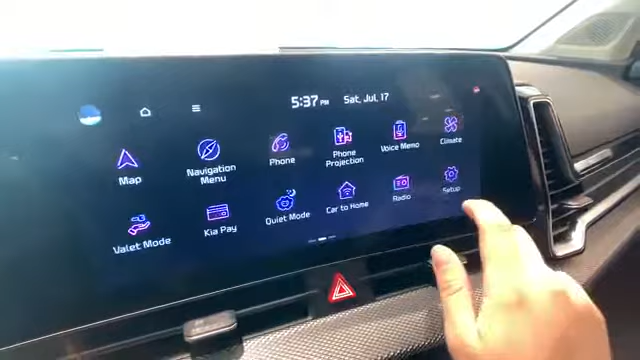 5:37 PM Sat, Jul. 17
Map
Navigation
Menu
Phone
Phone
Projection
Voice Memo
Climate
Valet Mode
Kia Pay
Quiet Mode
Car to Home
Radio
Setup